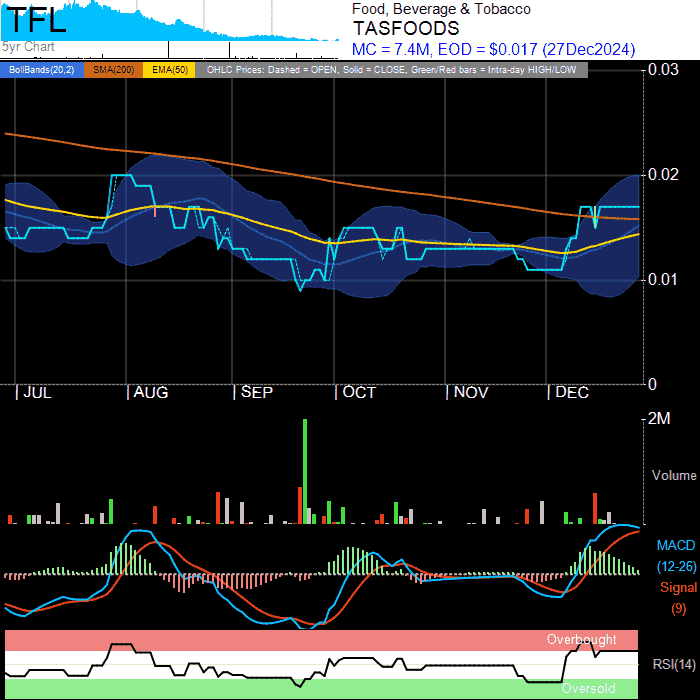 TFL
5yr Chart
Food, Beverage & Tobacco
TASFOODS
MC = 7.4M, EOD = $0.017 (27Dec2024)
BollBands(20,2) SMA(200) EMA(50) OHLC Prices: Dashed = OPEN, Solid = CLOSE, Green/Red bars = Intra-day HIGH/LOW
0.03
0.02
0.01
0
JUL AUG SEP OCT NOV DEC
2M
Volume
MACD
(12-26)
Signal
(9)
Overbought
RSI(14)
Oversold